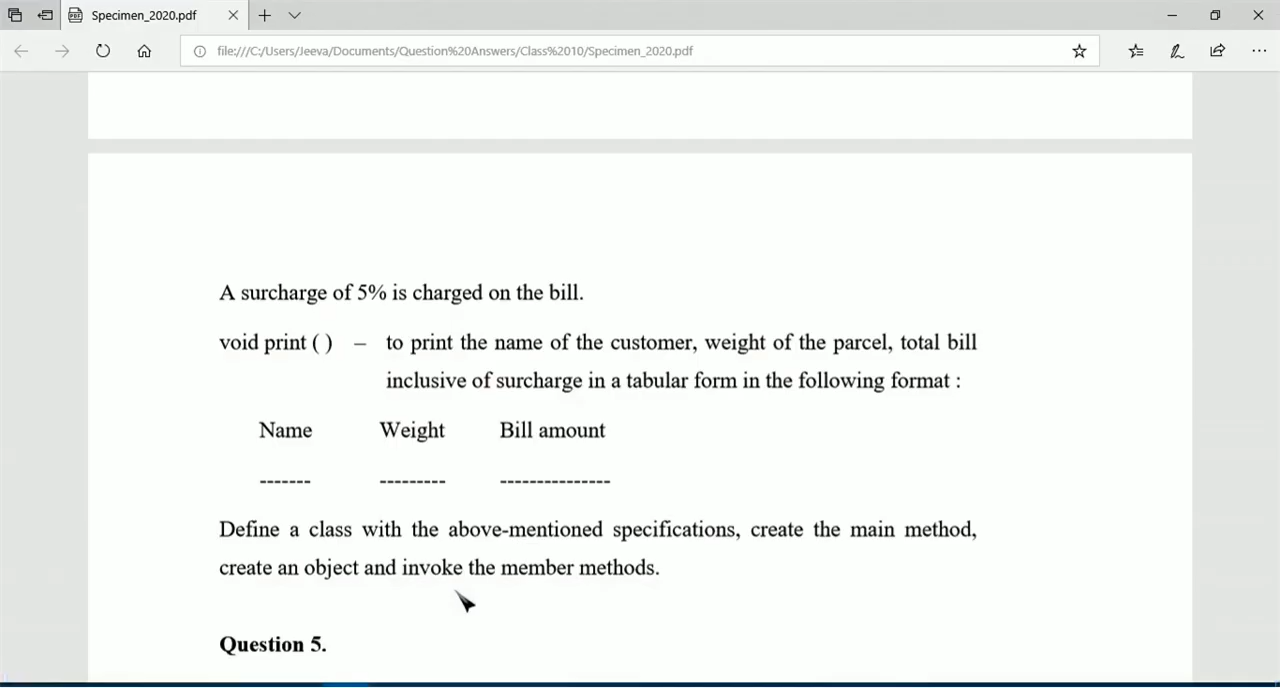 Specimen_2020.pdf
file:///C:/Users/Jeeva/Documents/Question%20Answers/Class%2010/Specimen_2020.pdf
A surcharge of 5% is charged on the bill.
void print ( ) – to print the name of the customer, weight of the parcel, total bill
inclusive of surcharge in a tabular form in the following format :
Name Weight Bill amount
------- --------- ---------------
Define a class with the above-mentioned specifications, create the main method,
create an object and invoke the member methods.
Question 5.